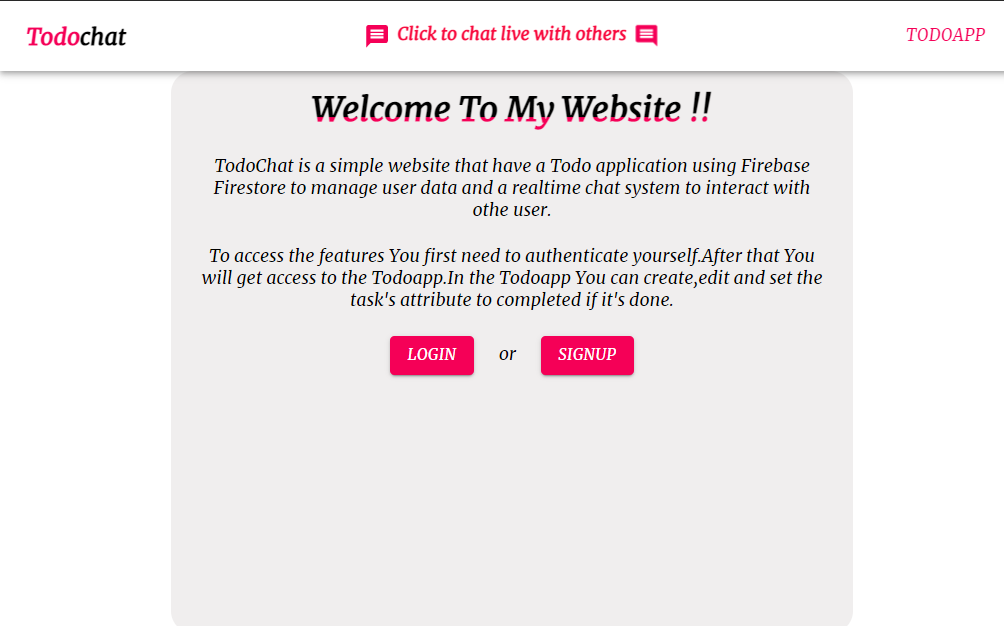 Todochat
Click to chat live with others
TODOAPP
Welcome To My Website !!
TodoChat is a simple website that have a Todo application using Firebase
Firestore to manage user data and a realtime chat system to interact with
othe user.
To access the features You first need to authenticate yourself.After that You
will get access to the Todoapp.In the Todoapp You can create,edit and set the
task's attribute to completed if it's done.
LOGIN or SIGNUP